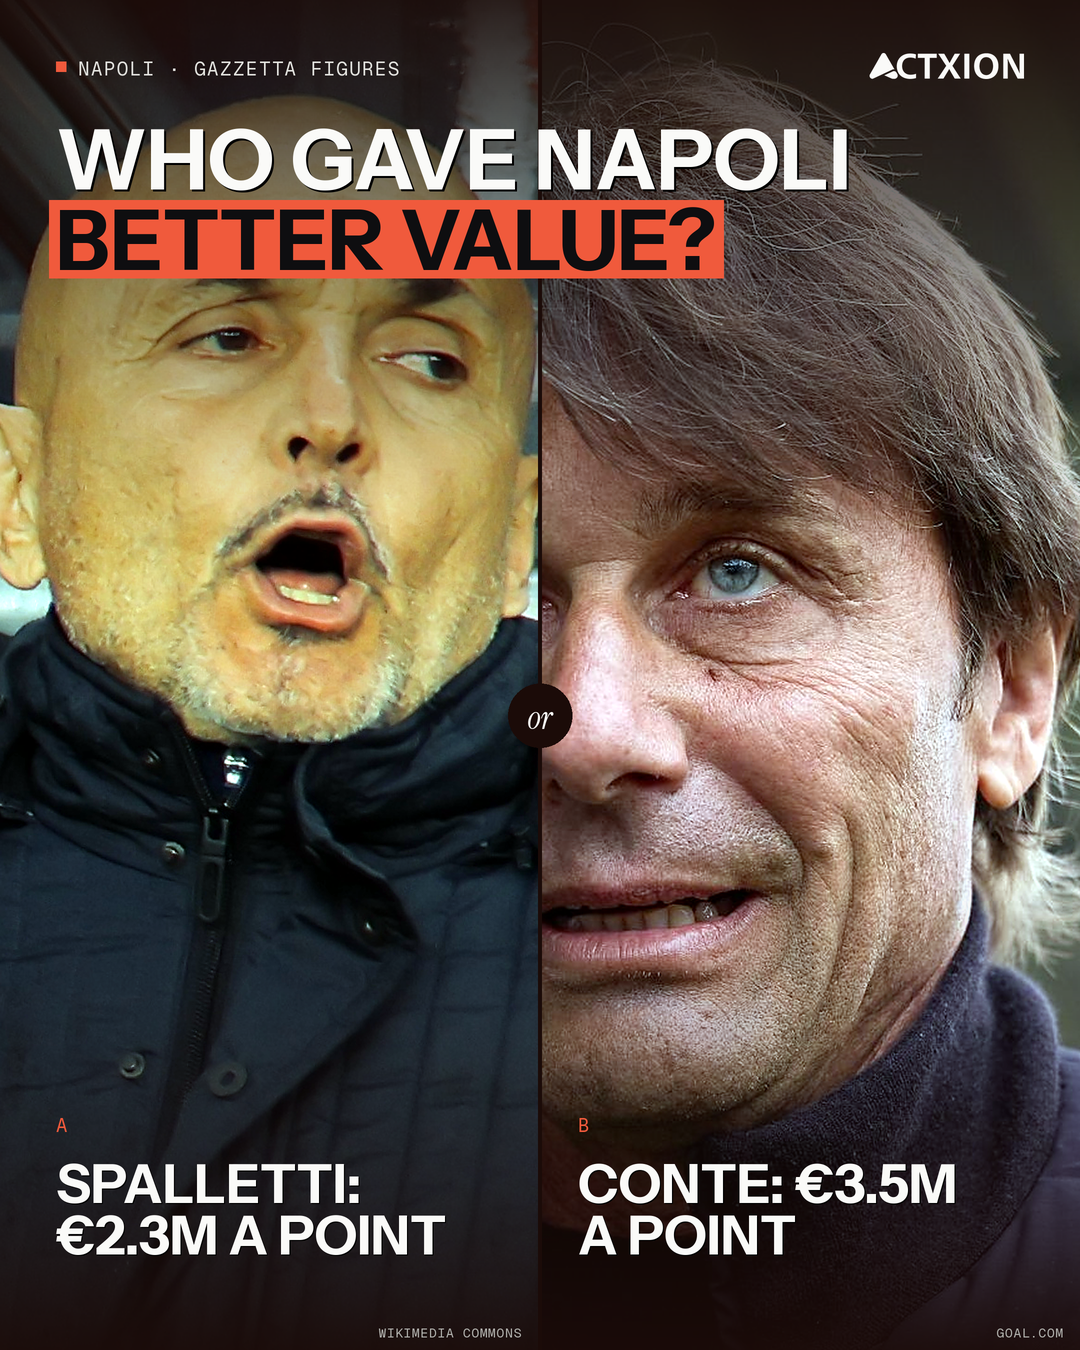 NAPOLI · GAZZETTA FIGURES
ACTXION
WHO GAVE NAPOLI
BETTER VALUE?
or
A
SPALLETTI:
€2.3M A POINT
B
CONTE: €3.5M
A POINT
WIKIMEDIA COMMONS
GOAL.COM